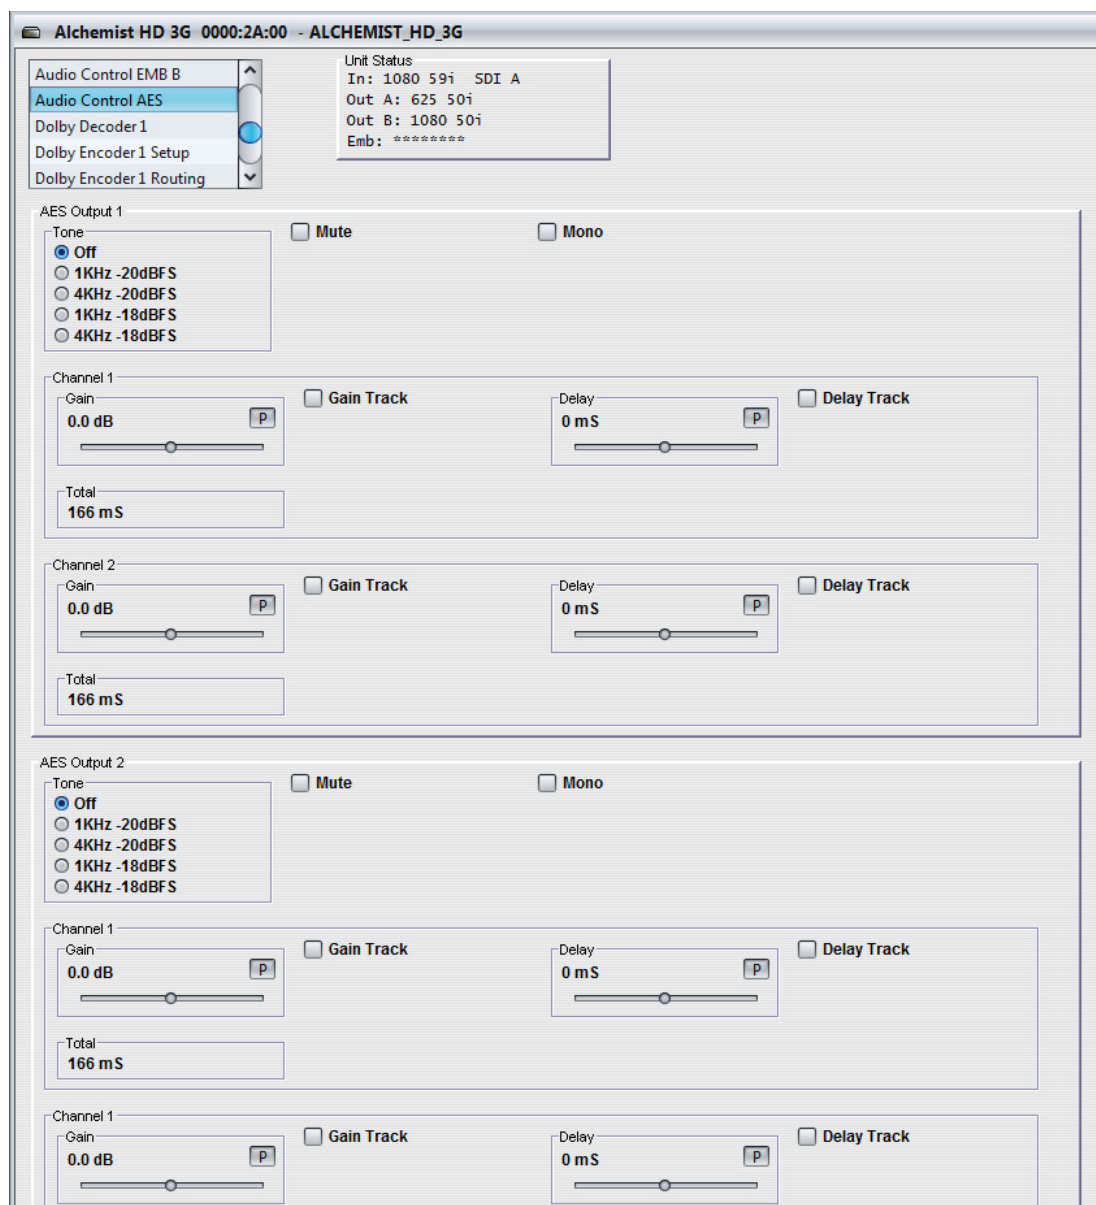 Alchemist HD 3G 0000:2A:00 - ALCHEMIST_HD_3G
Audio Control EMB B
Audio Control AES
Dolby Decoder 1
Dolby Encoder 1 Setup
Dolby Encoder 1 Routing
Unit Status
In: 1080 59i SDI A
Out A: 625 50i
Out B: 1080 50i
Emb: ********
AES Output 1
Tone
Off
1KHz -20dBFS
4KHz -20dBFS
1KHz -18dBFS
4KHz -18dBFS
Mute
Mono
Channel 1
Gain
0.0 dB
P
Gain Track
Delay
0 mS
P
Delay Track
Total
166 mS
Channel 2
Gain
0.0 dB
P
Gain Track
Delay
0 mS
P
Delay Track
Total
166 mS
AES Output 2
Tone
Off
1KHz -20dBFS
4KHz -20dBFS
1KHz -18dBFS
4KHz -18dBFS
Mute
Mono
Channel 1
Gain
0.0 dB
P
Gain Track
Delay
0 mS
P
Delay Track
Total
166 mS
Channel 1
Gain
0.0 dB
P
Gain Track
Delay
0 mS
P
Delay Track